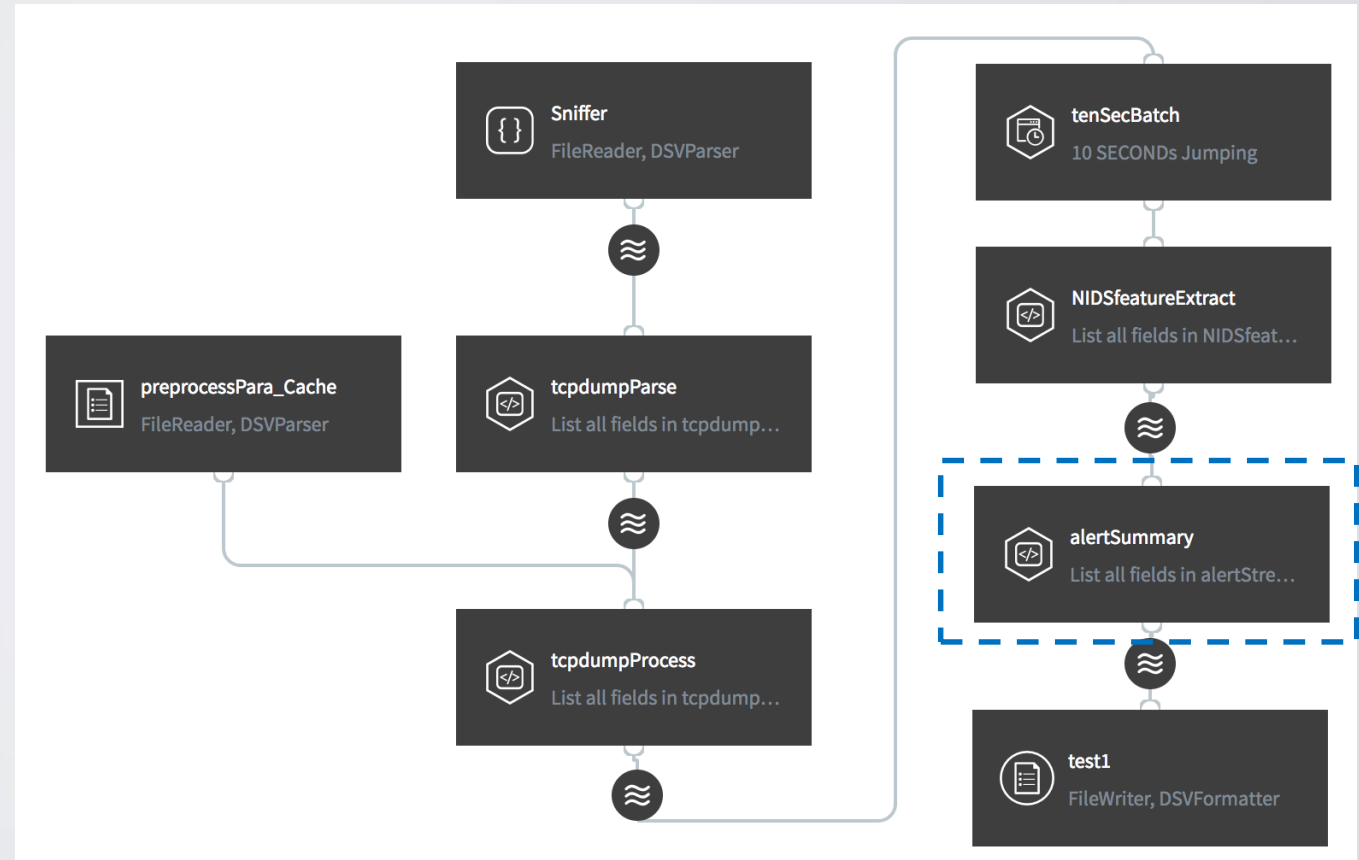 Sniffer
FileReader, DSVParser
preprocessPara_Cache
FileReader, DSVParser
tcpdumpParse
List all fields in tcpdump...
tcpdumpProcess
List all fields in tcpdump...
tenSecBatch
10 SECONDs Jumping
NIDSfeatureExtract
List all fields in NIDSfeat...
alertSummary
List all fields in alertStre...
test1
FileWriter, DSVFormatter